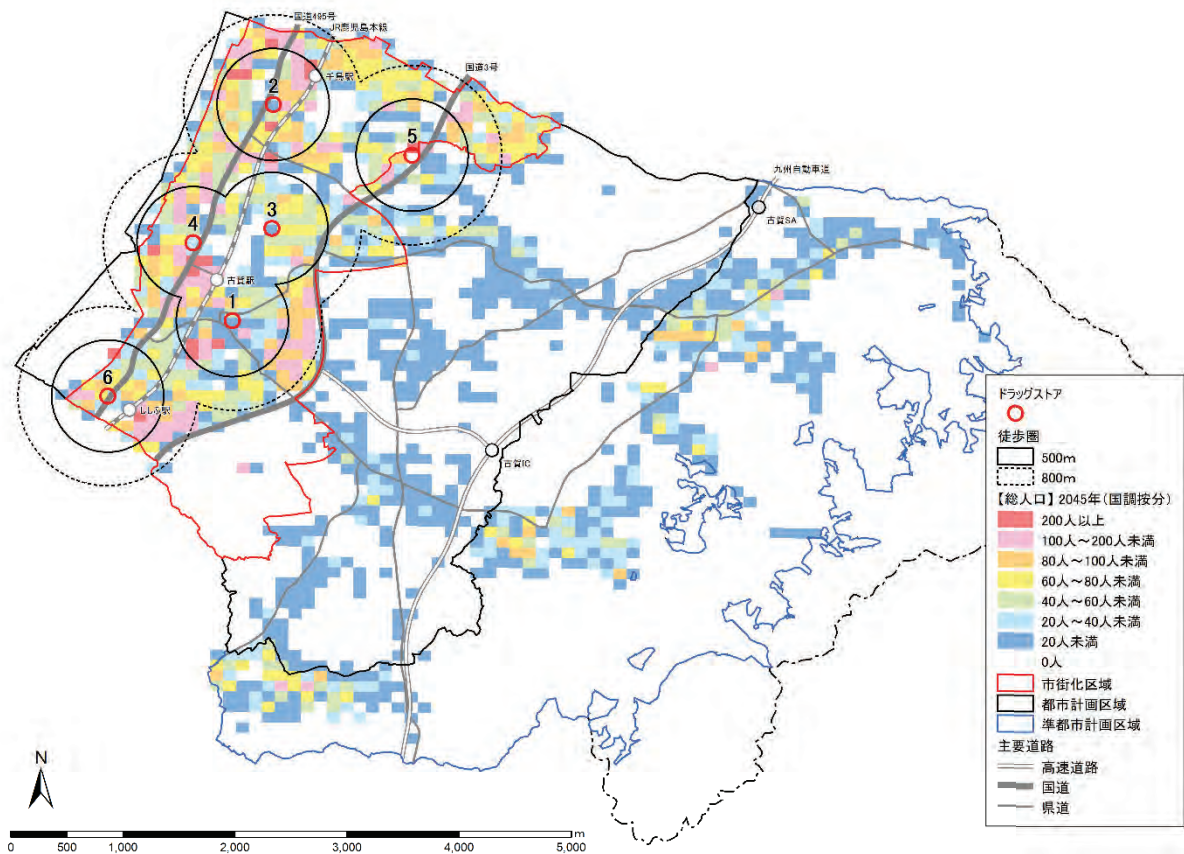 国道495号
JR鹿児島本線
千鳥駅
国道3号
2
5
九州自動車道
古賀SA
3
4
古賀駅
1
6
ししぶ駅
古賀IC
ドラッグストア
徒歩圏
500m
800m
【総人口】2045年(国調按分)
200人以上
100人～200人未満
80人～100人未満
60人～80人未満
40人～60人未満
20人～40人未満
20人未満
0人
市街化区域
都市計画区域
準都市計画区域
主要道路
高速道路
国道
県道
N
0 500 1,000 2,000 3,000 4,000 5,000 m